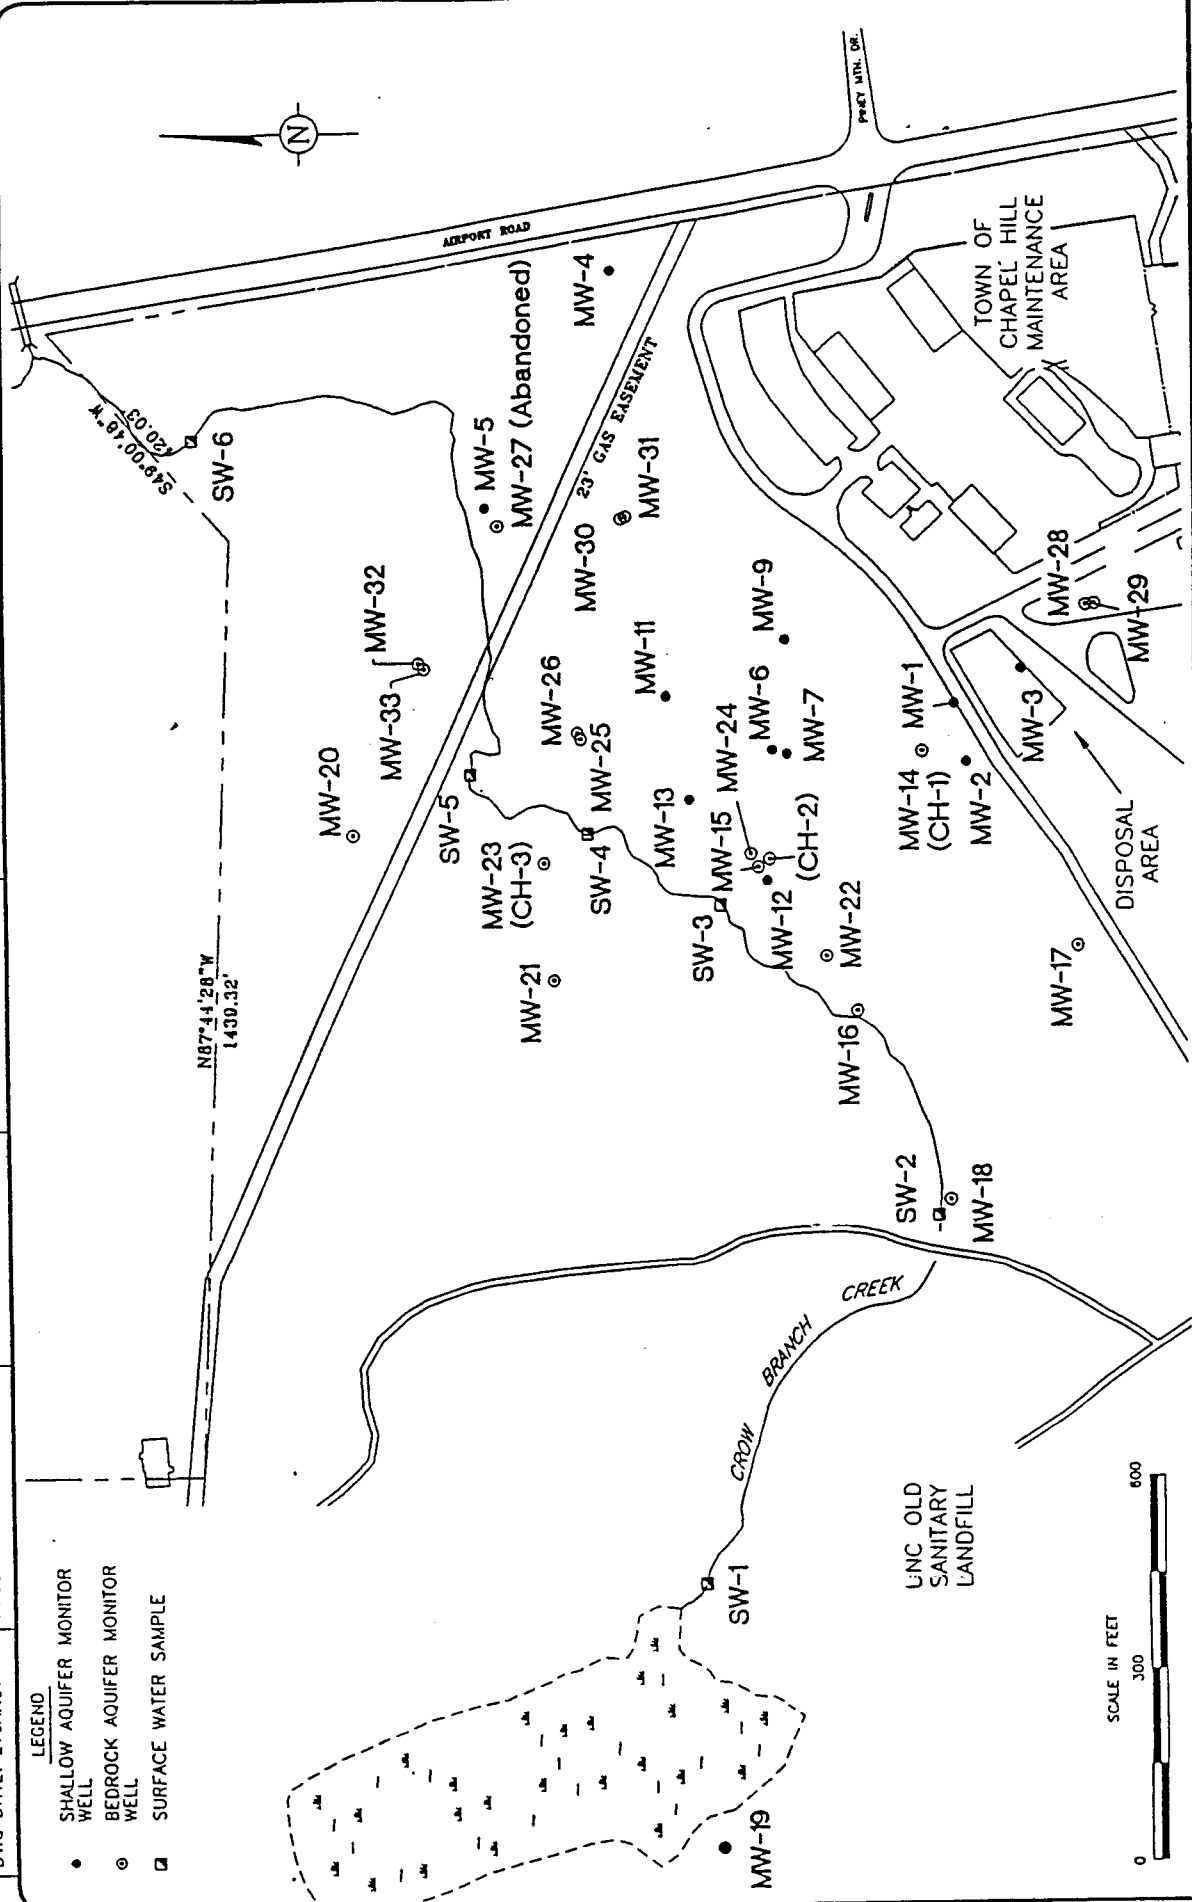 LEGEND
SHALLOW AQUIFER MONITOR
WELL
BEDROCK AQUIFER MONITOR
WELL
SURFACE WATER SAMPLE
N87°44'28"W
1430.32'
S49°00'48"W
420.03'
SW-6
N
AIRPORT ROAD
PINEY MTN. DR.
23' GAS EASEMENT
MW-20
MW-33
MW-32
MW-5
MW-27 (Abandoned)
MW-4
SW-5
MW-21
MW-23
(CH-3)
SW-4
MW-25
MW-26
MW-30
MW-31
MW-11
MW-13
SW-3
MW-15
MW-24
MW-6
MW-9
MW-7
(CH-2)
MW-12
MW-22
MW-16
MW-14
(CH-1)
MW-1
MW-2
MW-3
MW-28
MW-29
MW-17
TOWN OF
CHAPEL HILL
MAINTENANCE
AREA
DISPOSAL
AREA
SW-2
MW-18
CROW BRANCH CREEK
SW-1
MW-19
UNC OLD
SANITARY
LANDFILL
SCALE IN FEET
0 300 600